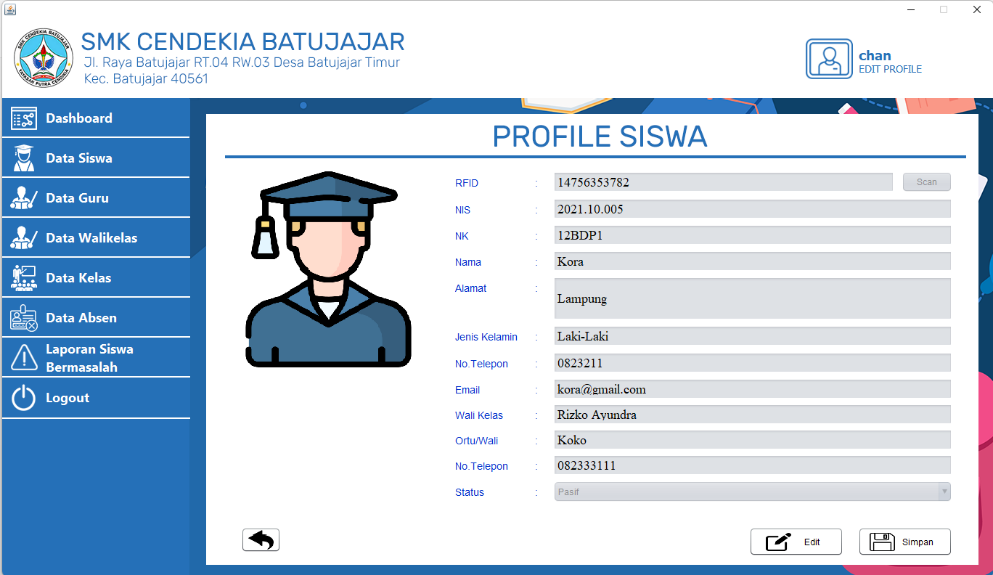 SMK CENDEKIA BATUJAJAR
Jl. Raya Batujajar RT.04 RW.03 Desa Batujajar Timur
Kec. Batujajar 40561
chan
EDIT PROFILE
Dashboard
Data Siswa
Data Guru
Data Walikelas
Data Kelas
Data Absen
Laporan Siswa
Bermasalah
Logout
PROFILE SISWA
RFID : 14756353782 Scan
NIS : 2021.10.005
NK : 12BDP1
Nama : Kora
Alamat : Lampung
Jenis Kelamin : Laki-Laki
No.Telepon : 0823211
Email : kora@gmail.com
Wali Kelas : Rizko Ayundra
Ortu/Wali : Koko
No.Telepon : 082333111
Status : Pasif
Edit
Simpan